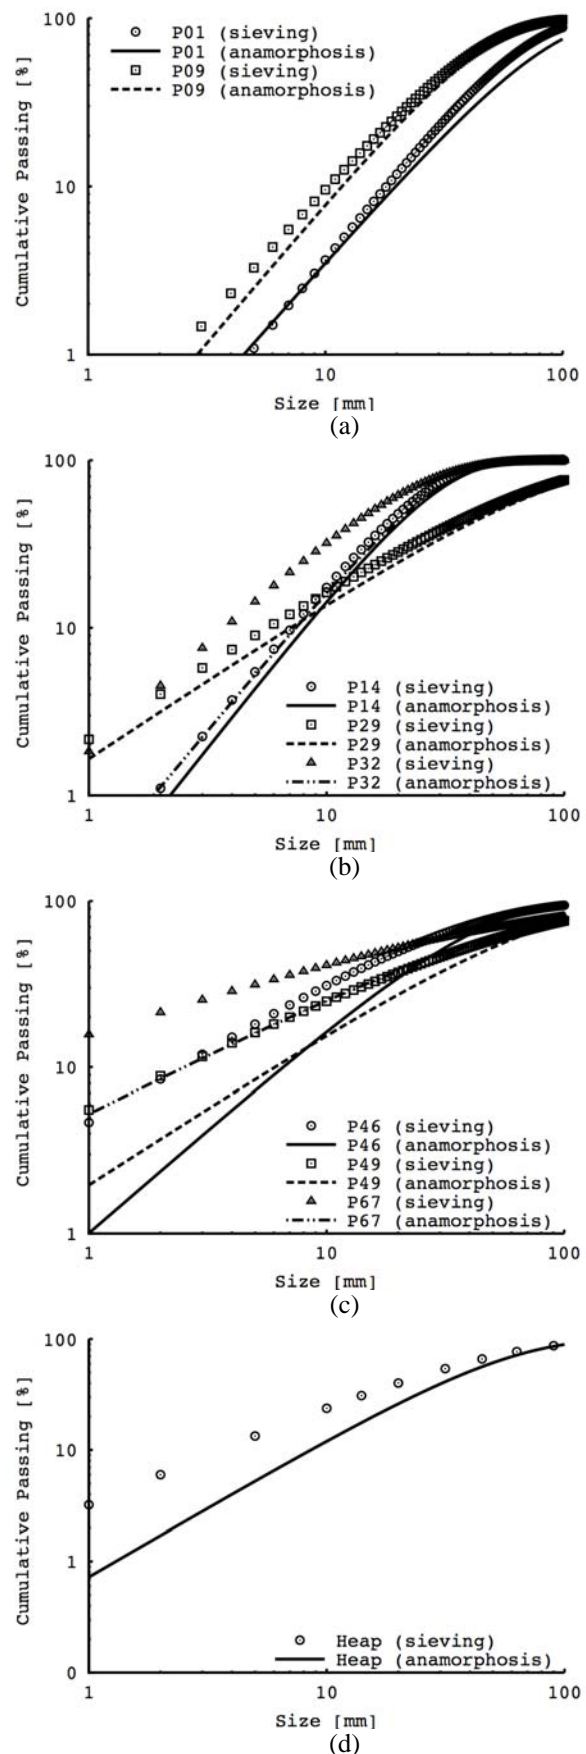 Cumulative Passing [%]
100
10
1
P01 (sieving)
P01 (anamorphosis)
P09 (sieving)
P09 (anamorphosis)
1 10 100
Size [mm]
(a)
Cumulative Passing [%]
100
10
1
P14 (sieving)
P14 (anamorphosis)
P29 (sieving)
P29 (anamorphosis)
P32 (sieving)
P32 (anamorphosis)
1 10 100
Size [mm]
(b)
Cumulative Passing [%]
100
10
1
P46 (sieving)
P46 (anamorphosis)
P49 (sieving)
P49 (anamorphosis)
P67 (sieving)
P67 (anamorphosis)
1 10 100
Size [mm]
(c)
Cumulative Passing [%]
100
10
1
0
Heap (sieving)
Heap (anamorphosis)
1 10 100
Size [mm]
(d)